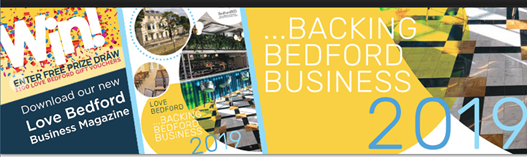 Win!
ENTER FREE PRIZE DRAW
LOVE BEDFORD GIFT VOUCHERS
Download our new
Love Bedford
Business Magazine
LOVE
BEDFORD
...BACKING
BEDFORD
BUSINESS
2019
...BACKING
BEDFORD
BUSINESS
2019